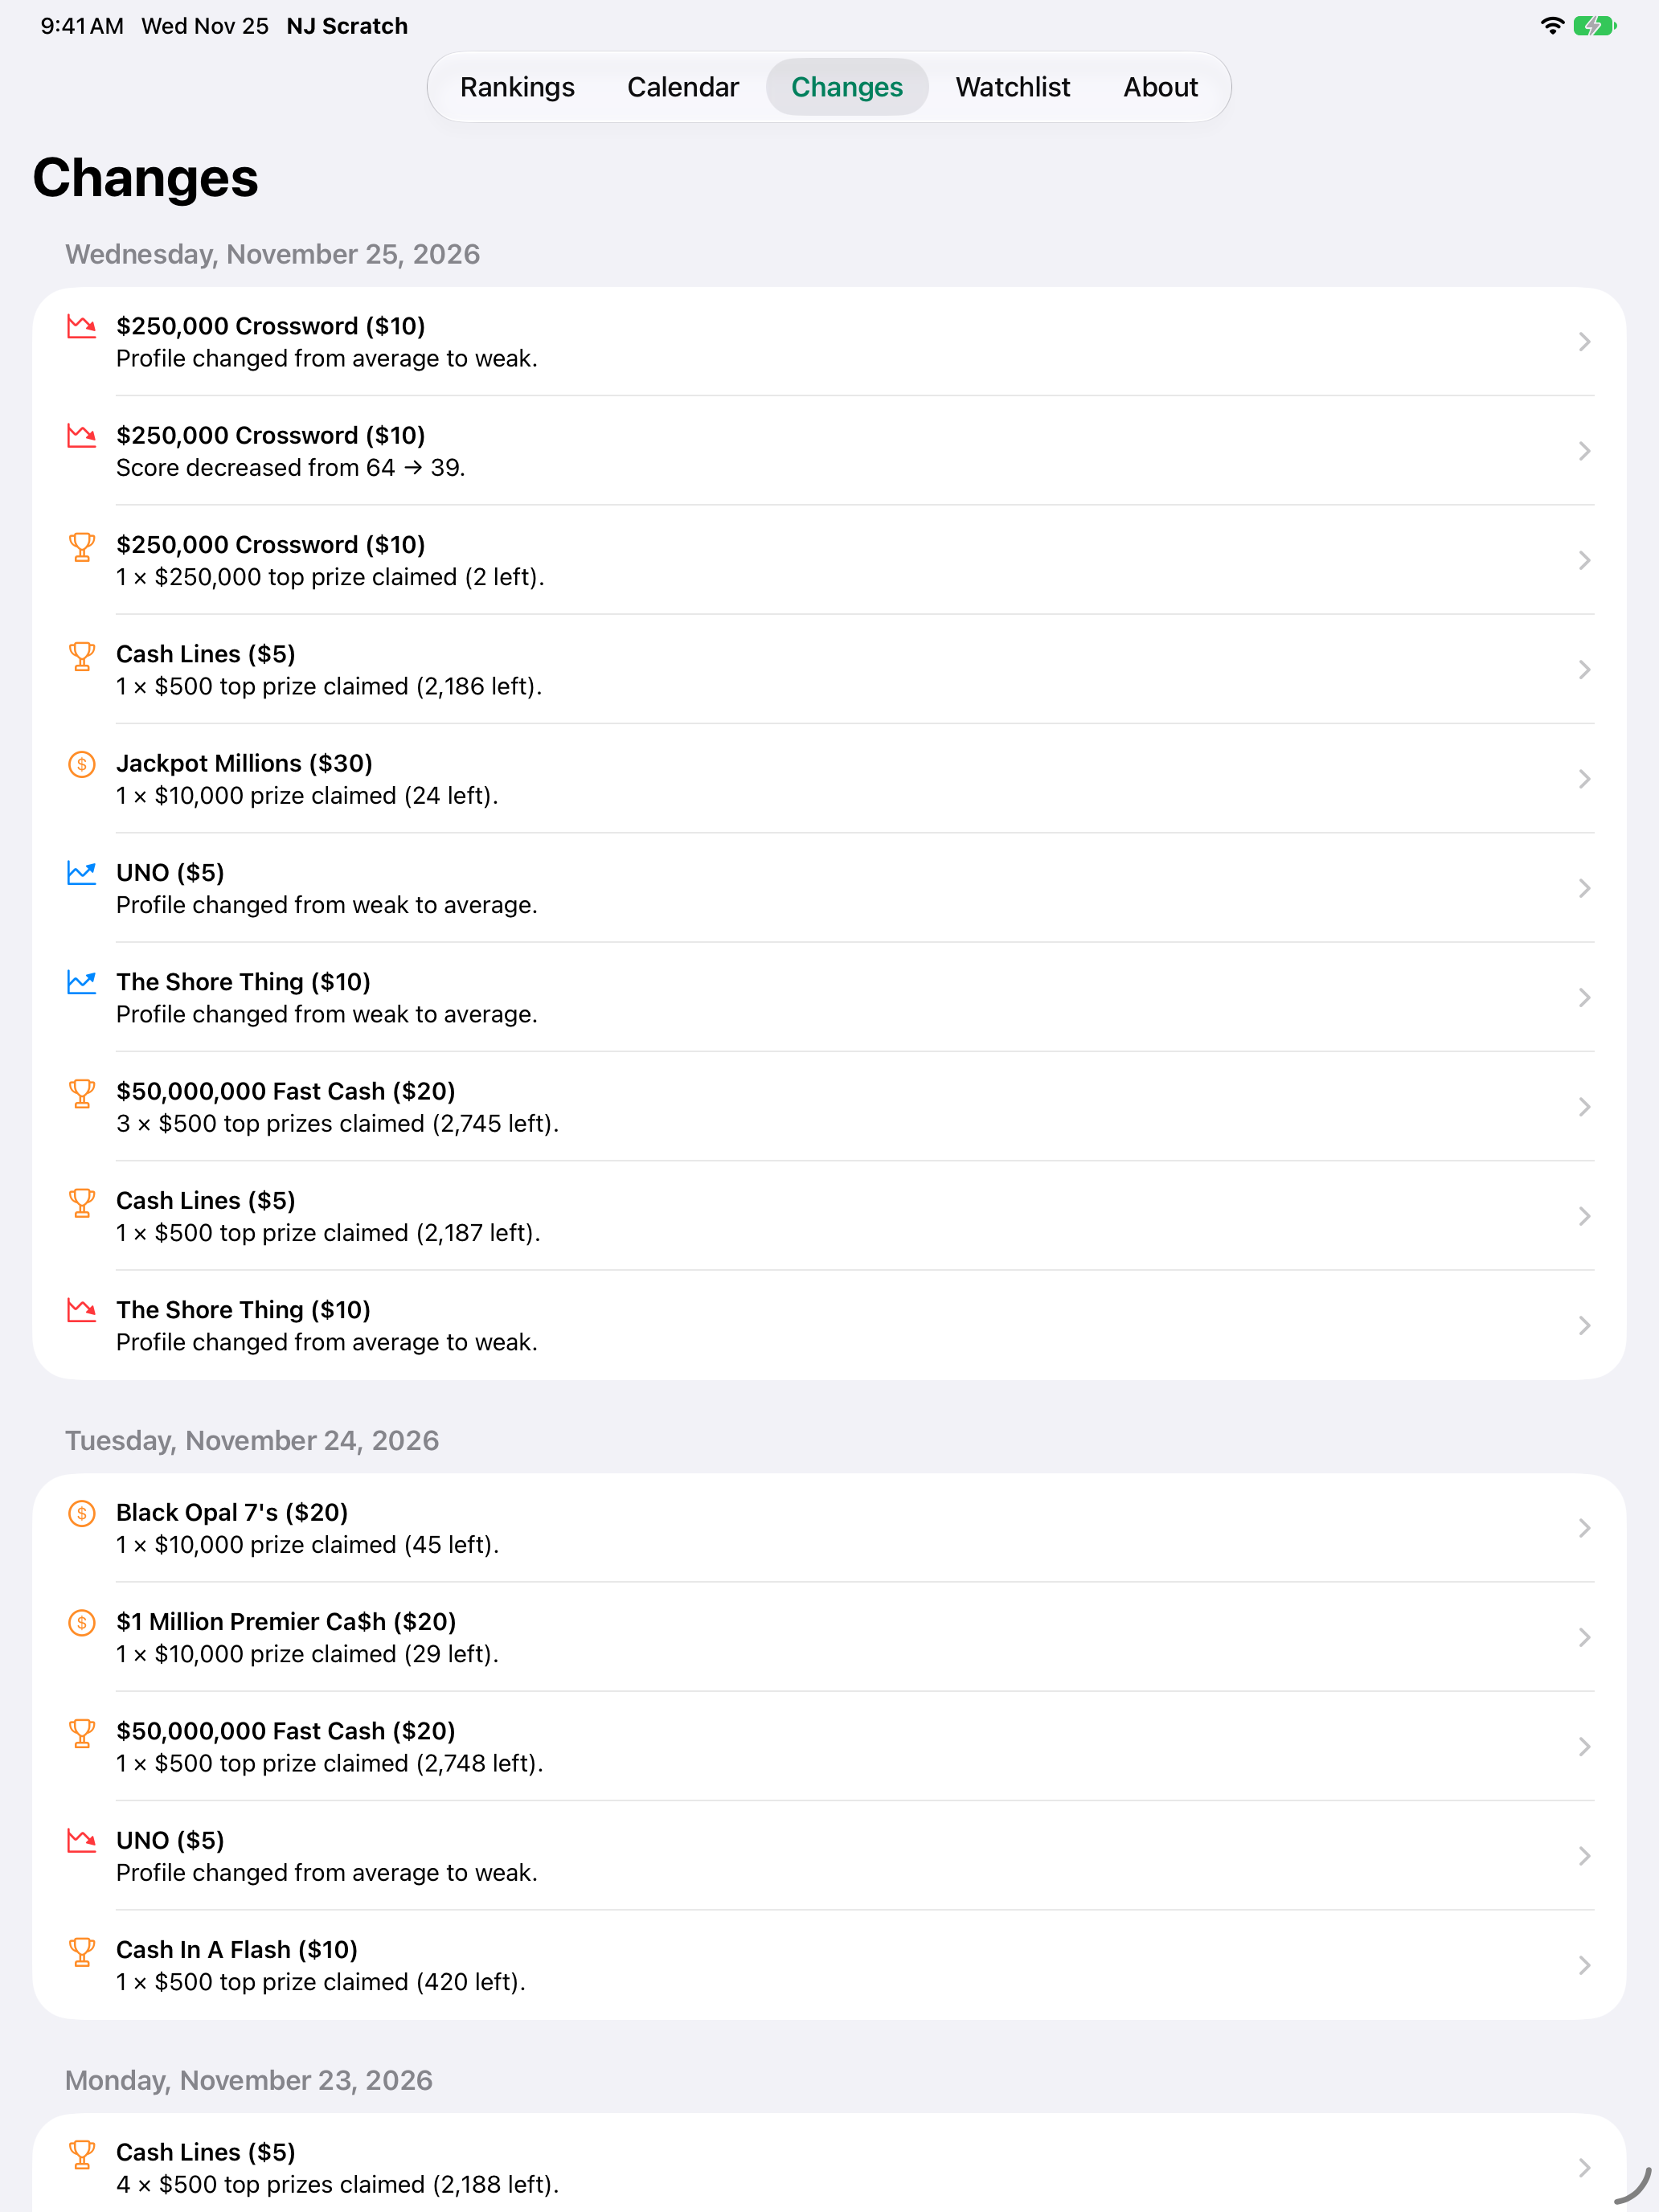 9:41 AM Wed Nov 25 NJ Scratch
Rankings Calendar Changes Watchlist About
Changes
Wednesday, November 25, 2026
$250,000 Crossword ($10)
Profile changed from average to weak.
$250,000 Crossword ($10)
Score decreased from 64 → 39.
$250,000 Crossword ($10)
1 × $250,000 top prize claimed (2 left).
Cash Lines ($5)
1 × $500 top prize claimed (2,186 left).
Jackpot Millions ($30)
1 × $10,000 prize claimed (24 left).
UNO ($5)
Profile changed from weak to average.
The Shore Thing ($10)
Profile changed from weak to average.
$50,000,000 Fast Cash ($20)
3 × $500 top prizes claimed (2,745 left).
Cash Lines ($5)
1 × $500 top prize claimed (2,187 left).
The Shore Thing ($10)
Profile changed from average to weak.
Tuesday, November 24, 2026
Black Opal 7's ($20)
1 × $10,000 prize claimed (45 left).
$1 Million Premier Ca$h ($20)
1 × $10,000 prize claimed (29 left).
$50,000,000 Fast Cash ($20)
1 × $500 top prize claimed (2,748 left).
UNO ($5)
Profile changed from average to weak.
Cash In A Flash ($10)
1 × $500 top prize claimed (420 left).
Monday, November 23, 2026
Cash Lines ($5)
4 × $500 top prizes claimed (2,188 left).